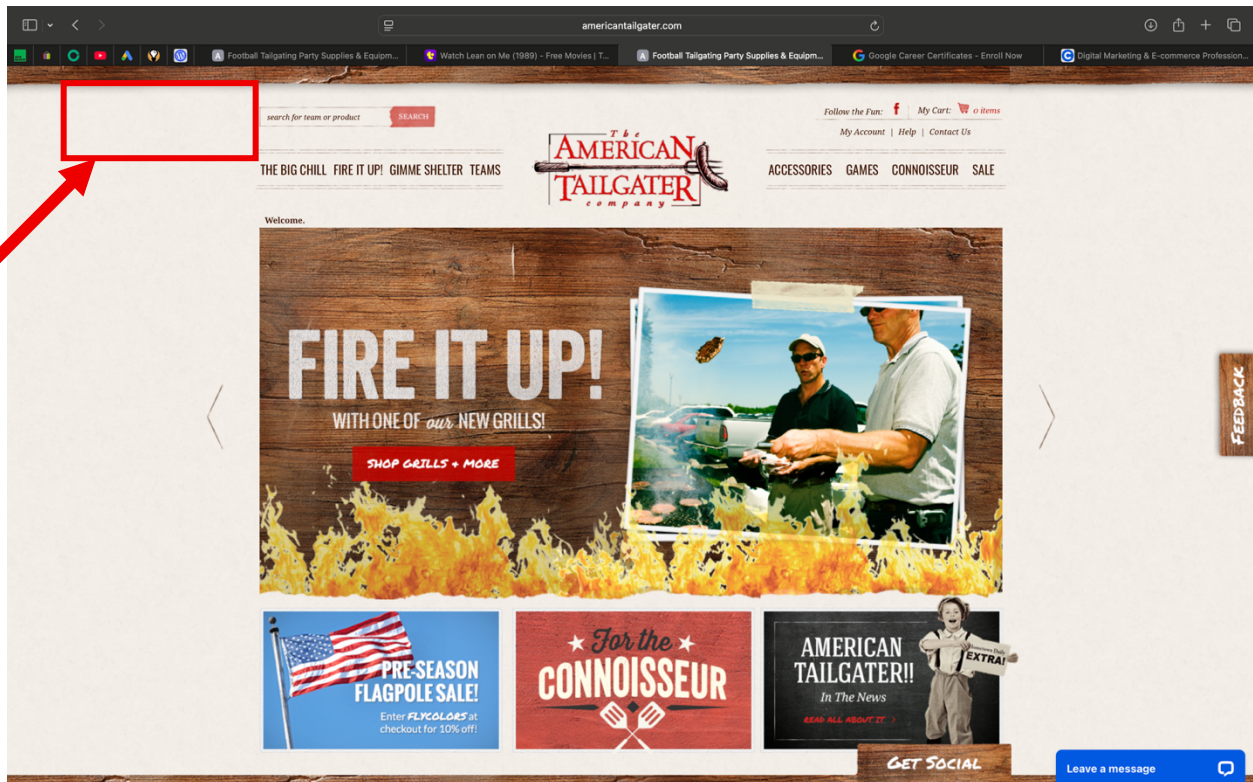 americantailgater.com
Football Tailgating Party Supplies & Equipm...
Watch Lean on Me (1989) – Free Movies | T...
Football Tailgating Party Supplies & Equipm...
Google Career Certificates - Enroll Now
Digital Marketing & E-commerce Profession...
search for team or product
SEARCH
Follow the Fun: f
My Cart: 0 items
My Account | Help | Contact Us
The
AMERICAN
TAILGATER
company
THE BIG CHILL FIRE IT UP! GIMME SHELTER TEAMS
ACCESSORIES GAMES CONNOISSEUR SALE
Welcome.
FIRE IT UP!
WITH ONE OF our NEW GRILLS!
SHOP GRILLS + MORE
FEEDBACK
PRE-SEASON
FLAGPOLE SALE!
Enter FLYCOLORS at
checkout for 10% off!
For the
CONNOISSEUR
AMERICAN
TAILGATER!!
In The News
READ ALL ABOUT IT >
Hometown Daily
EXTRA!
GET SOCIAL
Leave a message